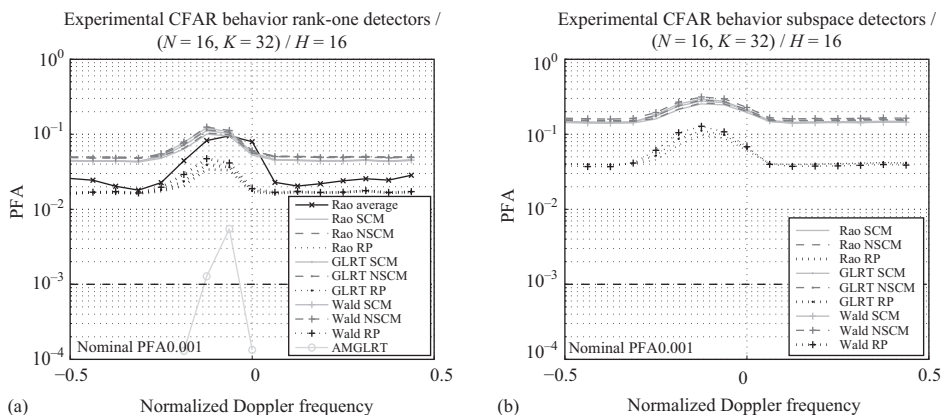 Experimental CFAR behavior rank-one detectors /
(N = 16, K = 32) / H = 16
10^0
10^-1
10^-2
10^-3
10^-4
PFA
Rao average
Rao SCM
Rao NSCM
Rao RP
GLRT SCM
GLRT NSCM
GLRT RP
Wald SCM
Wald NSCM
Wald RP
AMGLRT
Nominal PFA0.001
-0.5
0
0.5
(a)
Normalized Doppler frequency
Experimental CFAR behavior subspace detectors /
(N = 16, K = 32) / H = 16
10^0
10^-1
10^-2
10^-3
10^-4
PFA
Rao SCM
Rao NSCM
Rao RP
GLRT SCM
GLRT NSCM
GLRT RP
Wald SCM
Wald NSCM
Wald RP
Nominal PFA0.001
-0.5
0
0.5
(b)
Normalized Doppler frequency